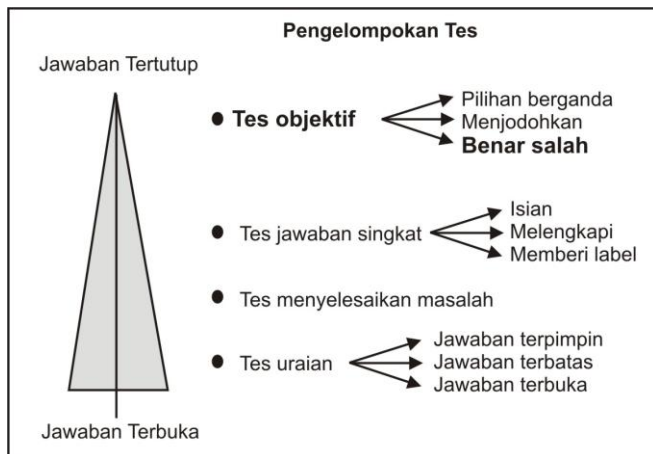 Pengelompokan Tes
Jawaban Tertutup
Tes objektif
Pilihan berganda
Menjodohkan
Benar salah
Tes jawaban singkat
Isian
Melengkapi
Memberi label
Tes menyelesaikan masalah
Tes uraian
Jawaban terpimpin
Jawaban terbatas
Jawaban terbuka
Jawaban Terbuka